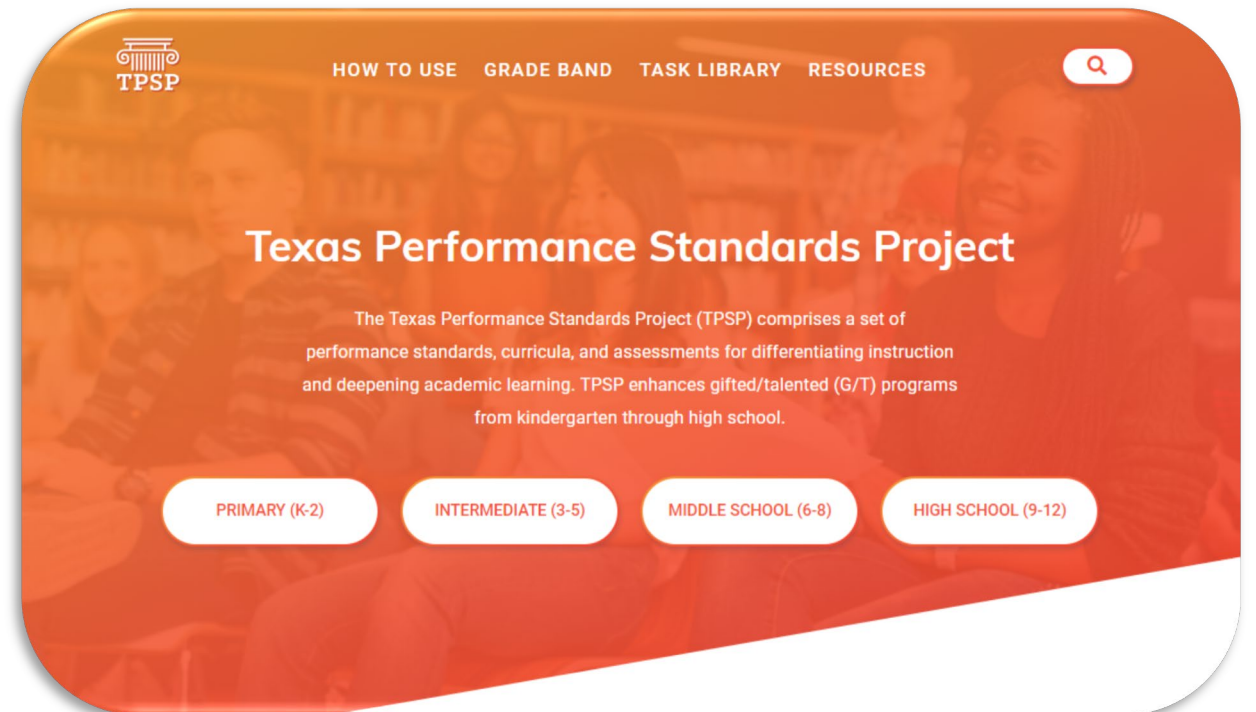 TPSP
HOW TO USE GRADE BAND TASK LIBRARY RESOURCES
Texas Performance Standards Project
The Texas Performance Standards Project (TPSP) comprises a set of
performance standards, curricula, and assessments for differentiating instruction
and deepening academic learning. TPSP enhances gifted/talented (G/T) programs
from kindergarten through high school.
PRIMARY (K-2) INTERMEDIATE (3-5) MIDDLE SCHOOL (6-8) HIGH SCHOOL (9-12)